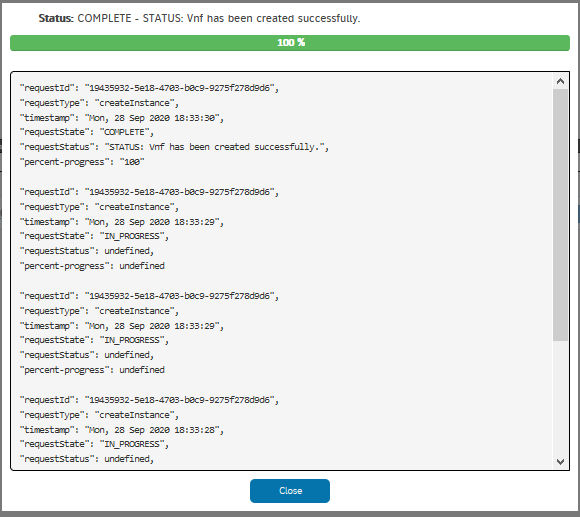 Status: COMPLETE - STATUS: Vnf has been created successfully.
100 %
"requestId": "19435932-5e18-4703-b0c9-9275f278d9d6",
"requestType": "createInstance",
"timestamp": "Mon, 28 Sep 2020 18:33:30",
"requestState": "COMPLETE",
"requestStatus": "STATUS: Vnf has been created successfully.",
"percent-progress": "100"
"requestId": "19435932-5e18-4703-b0c9-9275f278d9d6",
"requestType": "createInstance",
"timestamp": "Mon, 28 Sep 2020 18:33:29",
"requestState": "IN_PROGRESS",
"requestStatus": undefined,
"percent-progress": undefined
"requestId": "19435932-5e18-4703-b0c9-9275f278d9d6",
"requestType": "createInstance",
"timestamp": "Mon, 28 Sep 2020 18:33:29",
"requestState": "IN_PROGRESS",
"requestStatus": undefined,
"percent-progress": undefined
"requestId": "19435932-5e18-4703-b0c9-9275f278d9d6",
"requestType": "createInstance",
"timestamp": "Mon, 28 Sep 2020 18:33:28",
"requestState": "IN_PROGRESS",
"requestStatus": undefined,
Close